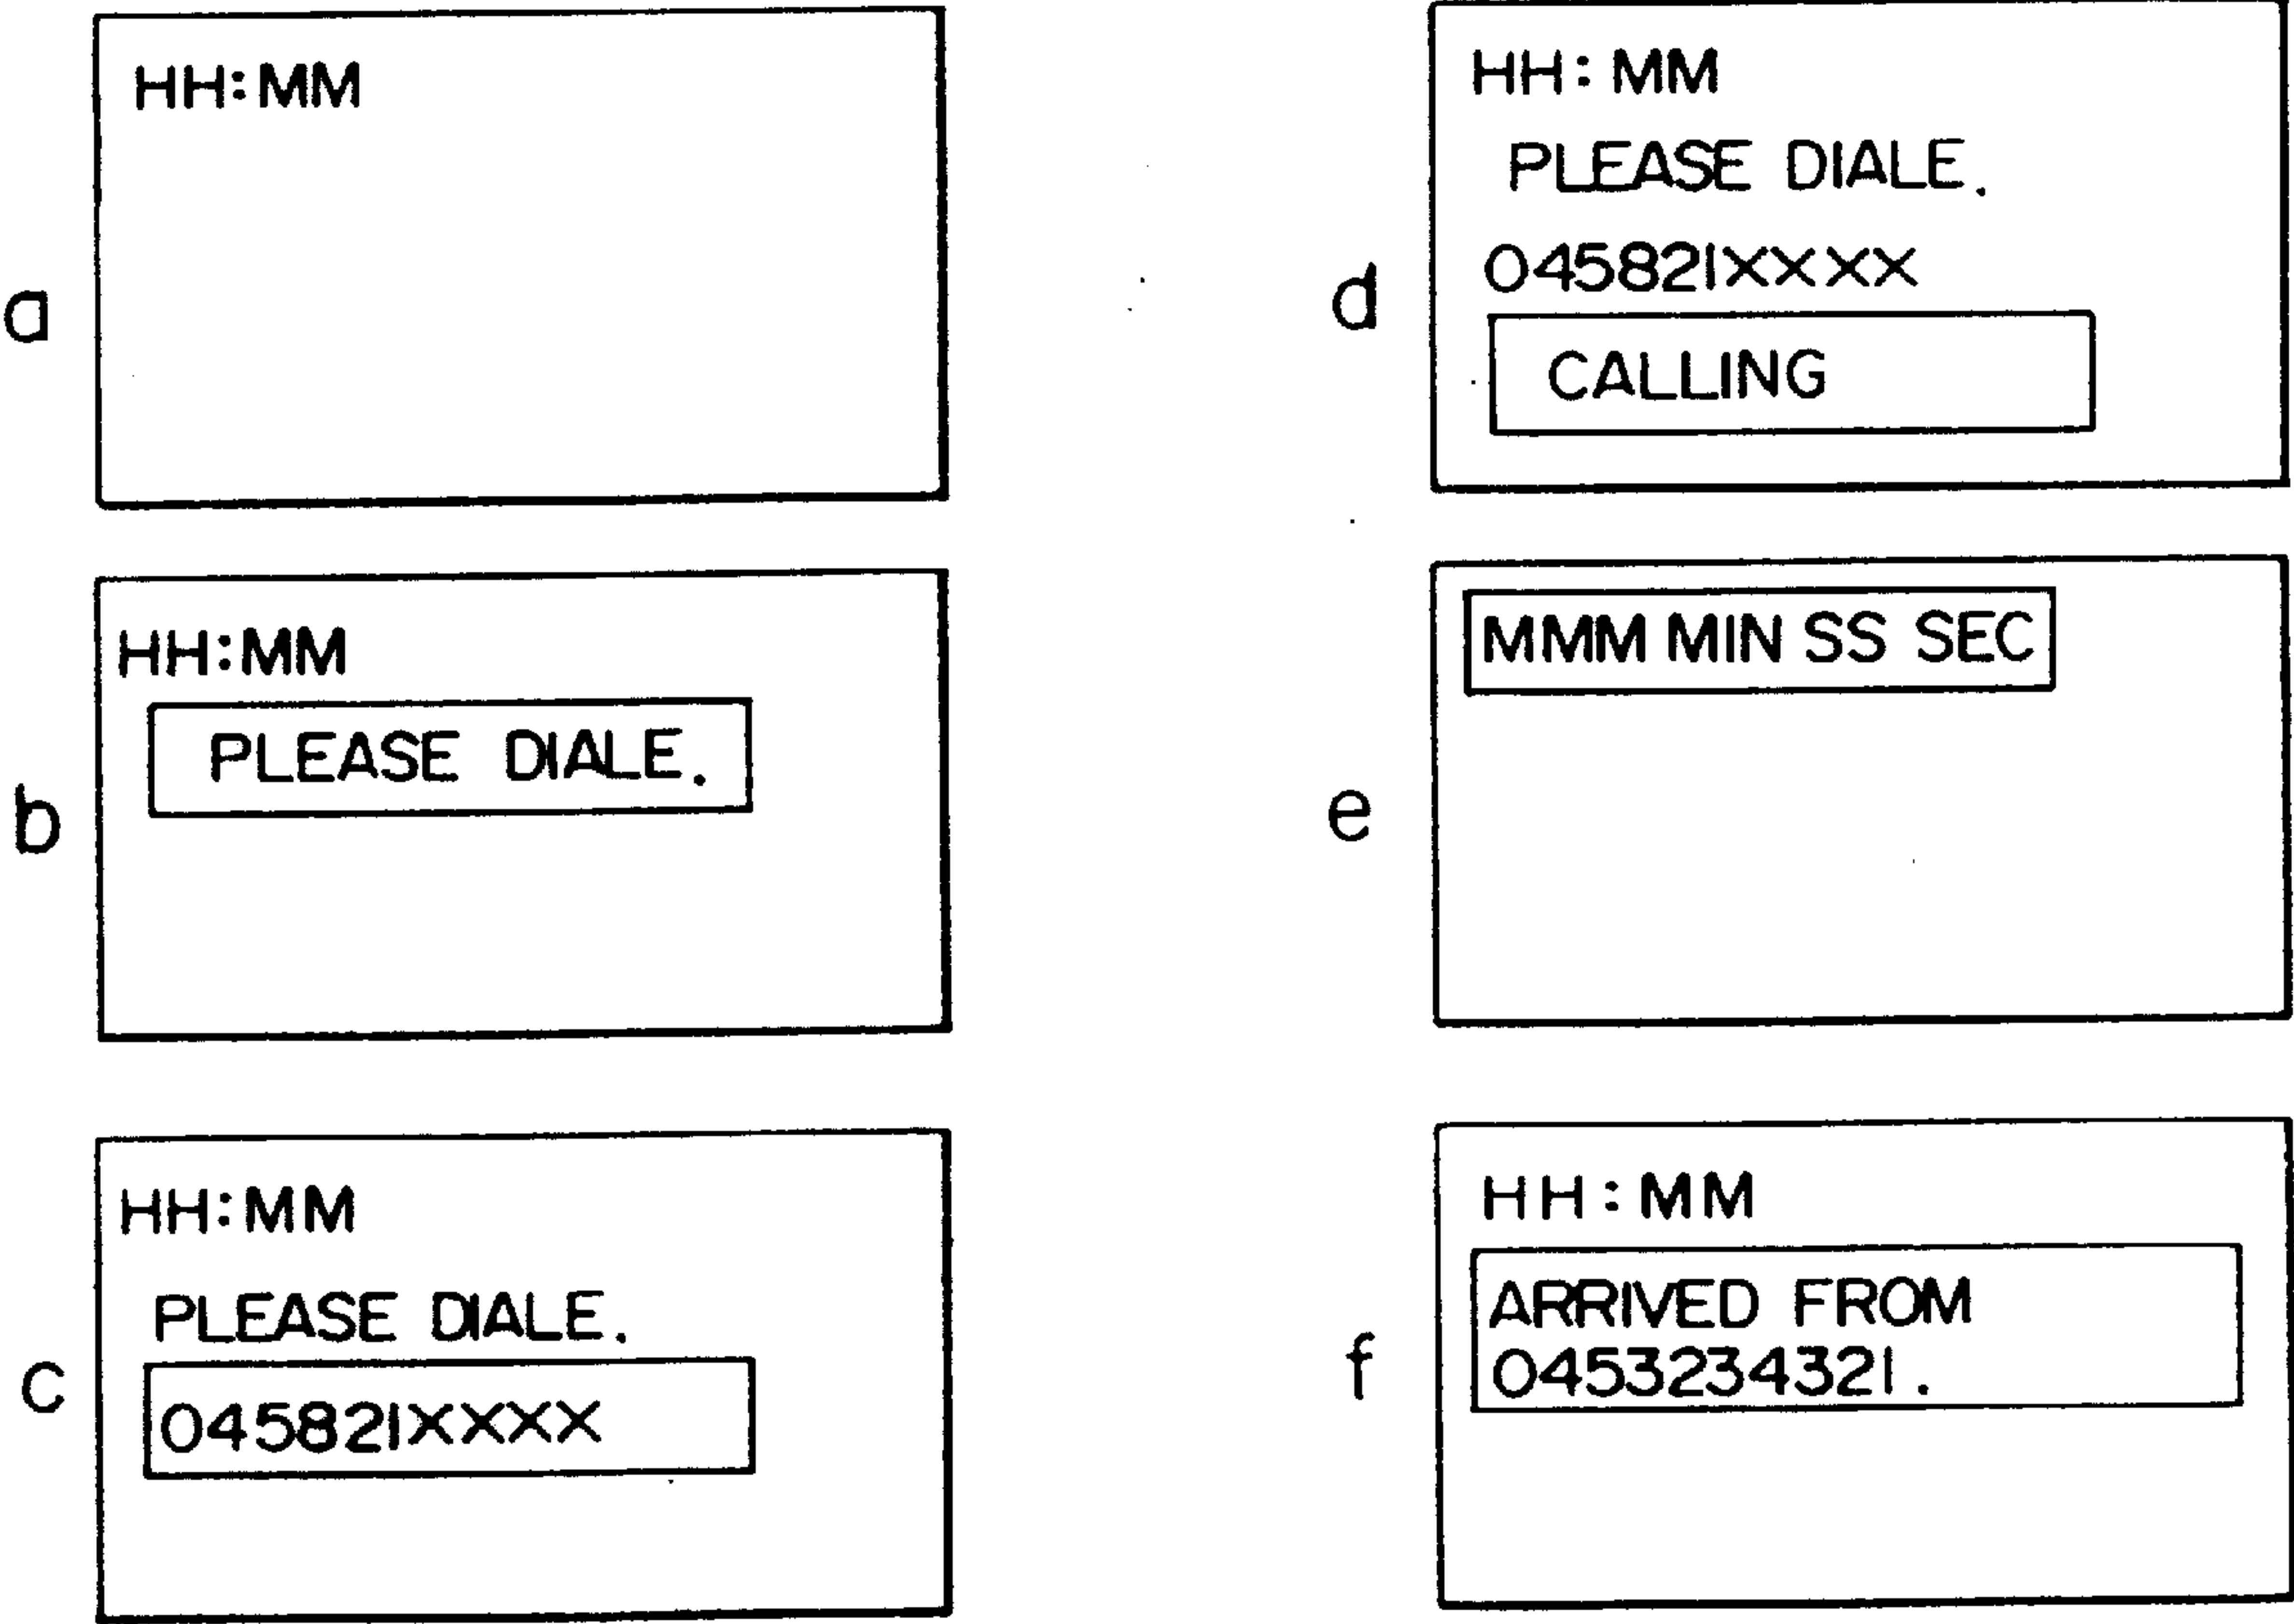 a
HH:MM
b
HH:MM
PLEASE DIALE.
c
HH:MM
PLEASE DIALE.
045821XXXX
d
HH:MM
PLEASE DIALE.
045821XXXX
CALLING
e
MMM MIN SS SEC
f
HH:MM
ARRIVED FROM
0453234321.